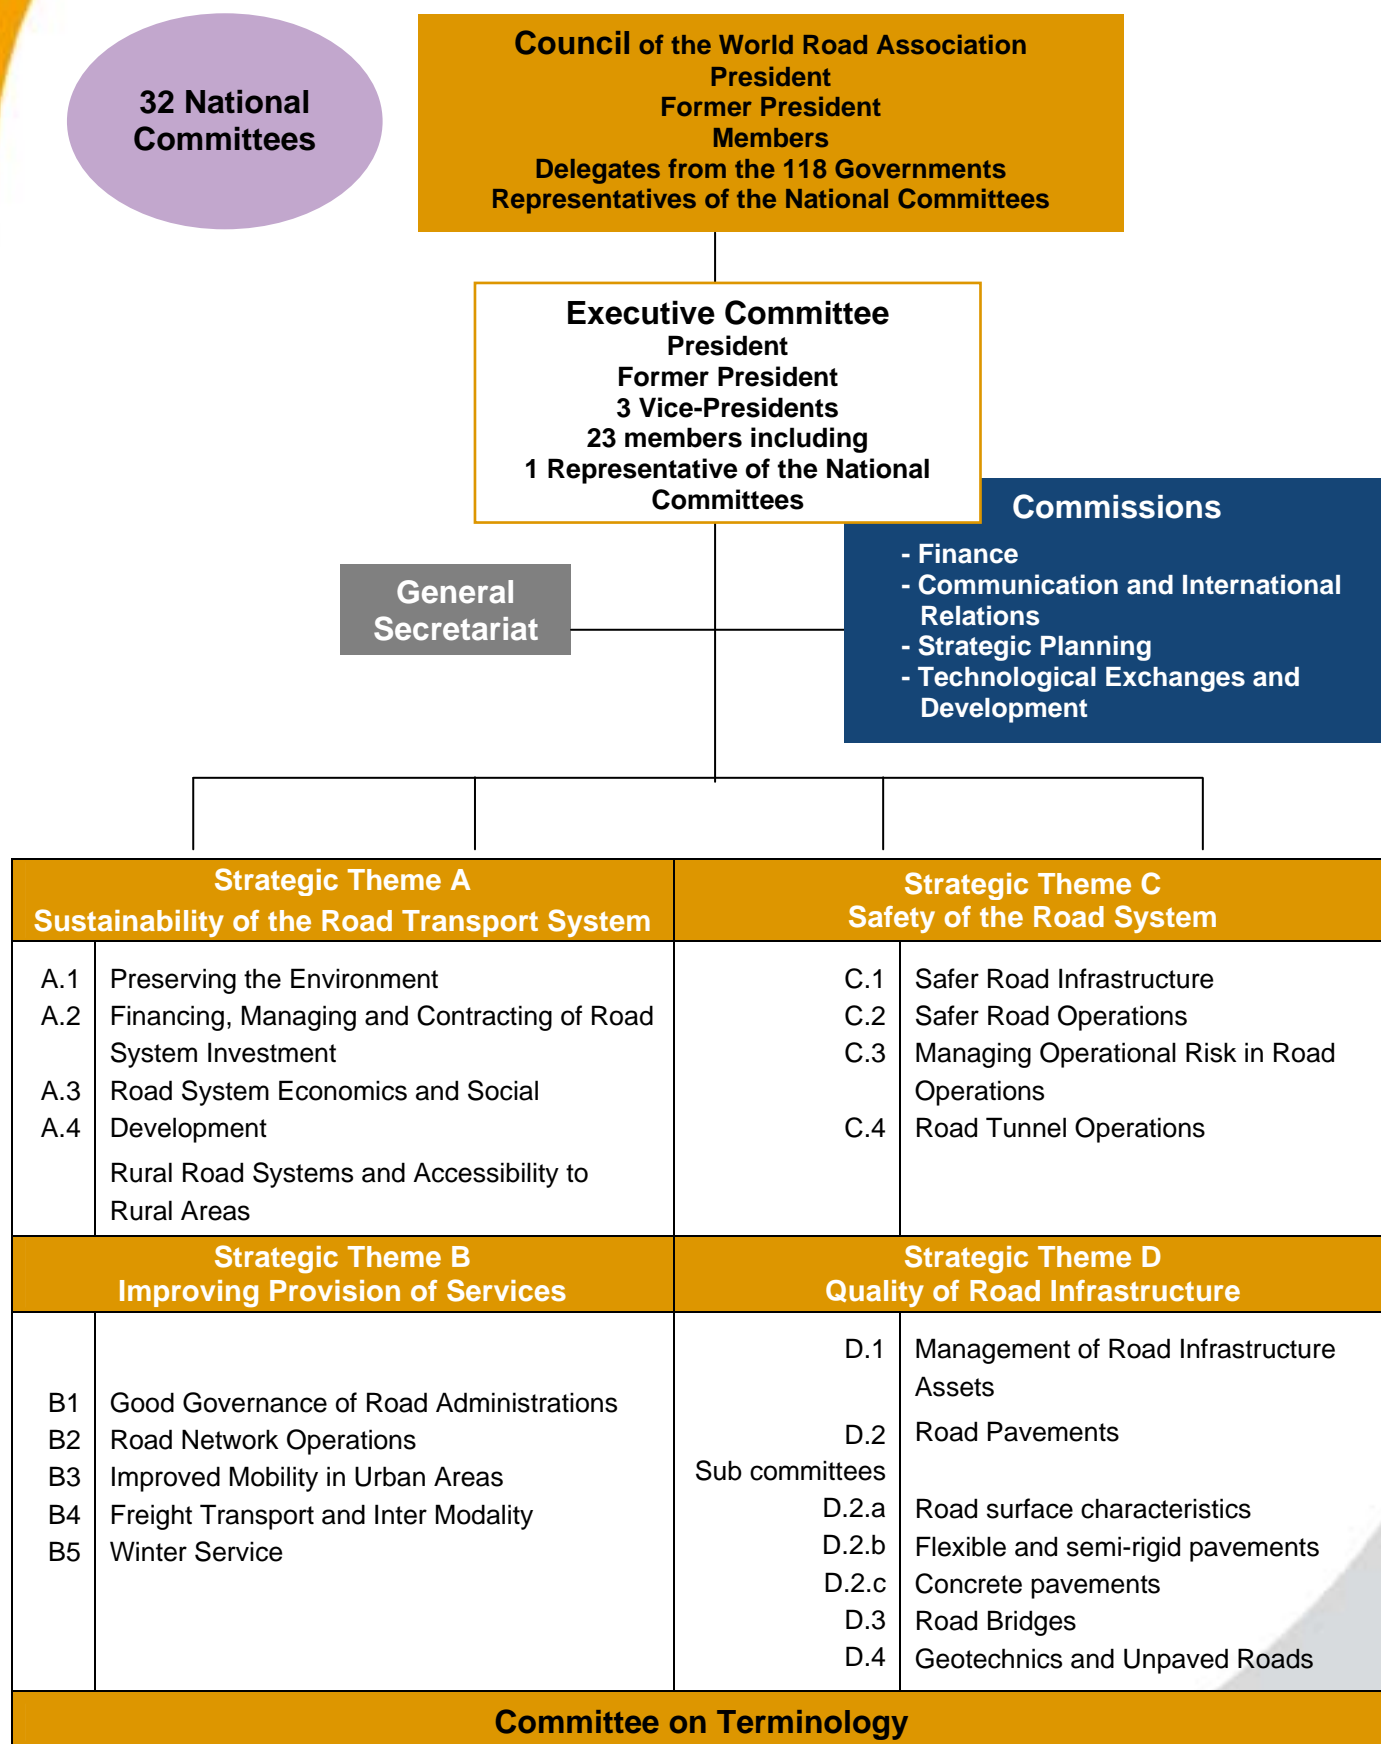 32 National
Committees
Council of the World Road Association
President
Former President
Members
Delegates from the 118 Governments
Representatives of the National Committees
Executive Committee
President
Former President
3 Vice-Presidents
23 members including
1 Representative of the National
Committees
General
Secretariat
Commissions
- Finance
- Communication and International
Relations
- Strategic Planning
- Technological Exchanges and
Development
Strategic Theme A
Sustainability of the Road Transport System
A.1 Preserving the Environment
A.2 Financing, Managing and Contracting of Road
System Investment
A.3 Road System Economics and Social
A.4 Development
Rural Road Systems and Accessibility to
Rural Areas
Strategic Theme C
Safety of the Road System
C.1 Safer Road Infrastructure
C.2 Safer Road Operations
C.3 Managing Operational Risk in Road
Operations
C.4 Road Tunnel Operations
Strategic Theme B
Improving Provision of Services
B1 Good Governance of Road Administrations
B2 Road Network Operations
B3 Improved Mobility in Urban Areas
B4 Freight Transport and Inter Modality
B5 Winter Service
Strategic Theme D
Quality of Road Infrastructure
D.1 Management of Road Infrastructure
Assets
D.2 Road Pavements
Sub committees
D.2.a Road surface characteristics
D.2.b Flexible and semi-rigid pavements
D.2.c Concrete pavements
D.3 Road Bridges
D.4 Geotechnics and Unpaved Roads
Committee on Terminology